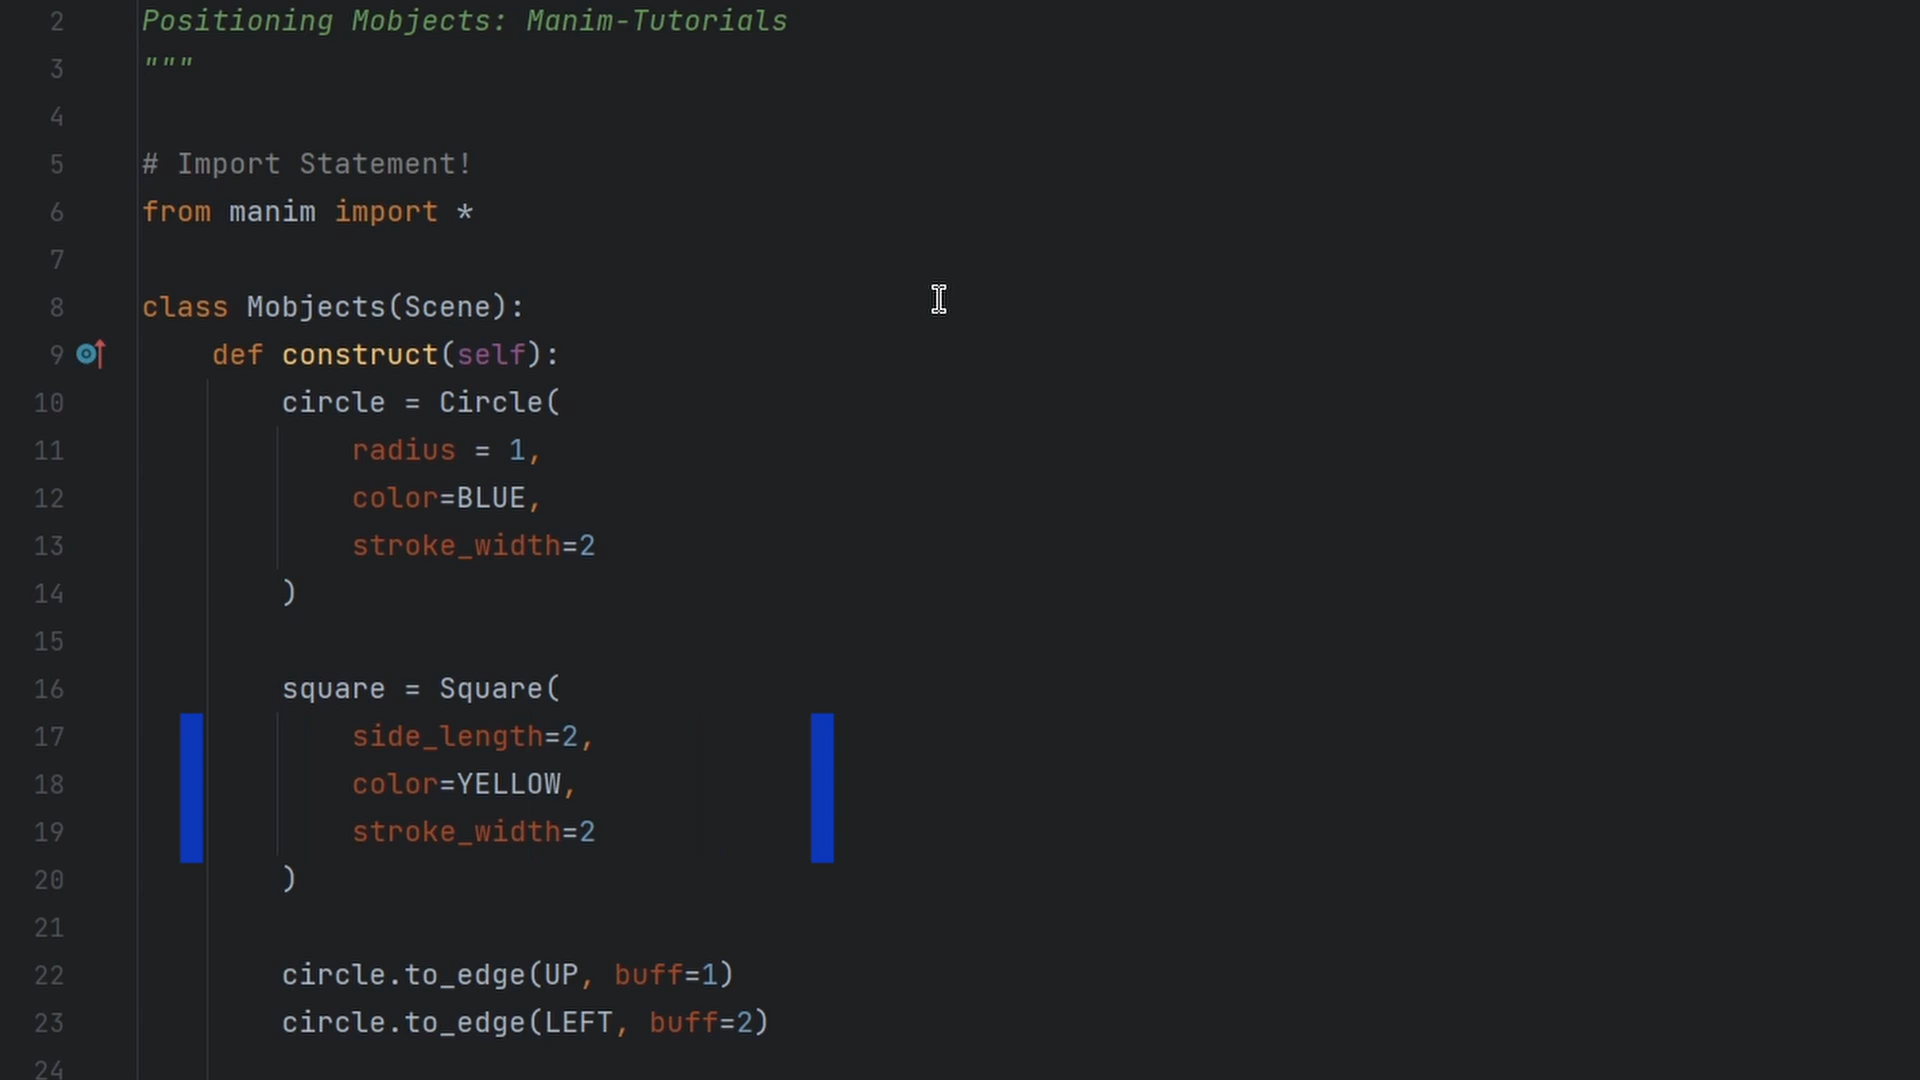 2 Positioning Mobjects: Manim-Tutorials
3 """
4
5 # Import Statement!
6 from manim import *
7
8 class Mobjects(Scene):
9     def construct(self):
10         circle = Circle(
11             radius = 1,
12             color=BLUE,
13             stroke_width=2
14         )
15
16         square = Square(
17             side_length=2,
18             color=YELLOW,
19             stroke_width=2
20         )
21
22         circle.to_edge(UP, buff=1)
23         circle.to_edge(LEFT, buff=2)
24